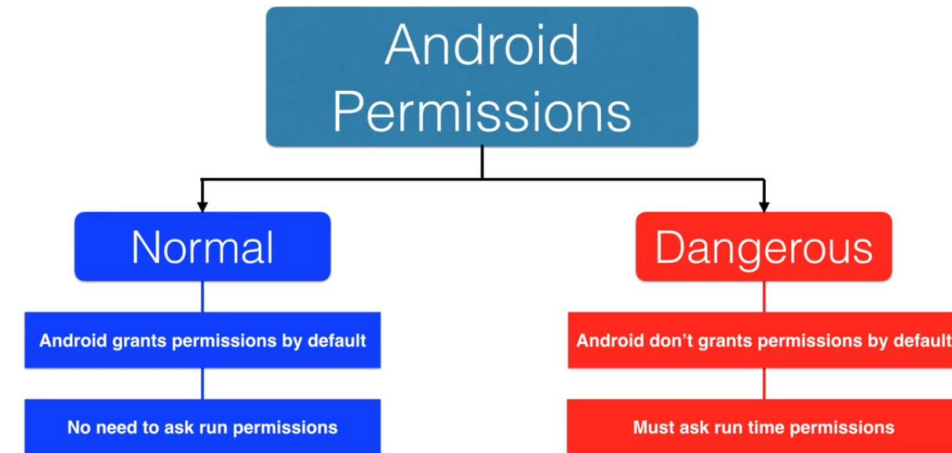 Android
Permissions
Normal
Dangerous
Android grants permissions by default
Android don't grants permissions by default
No need to ask run permissions
Must ask run time permissions